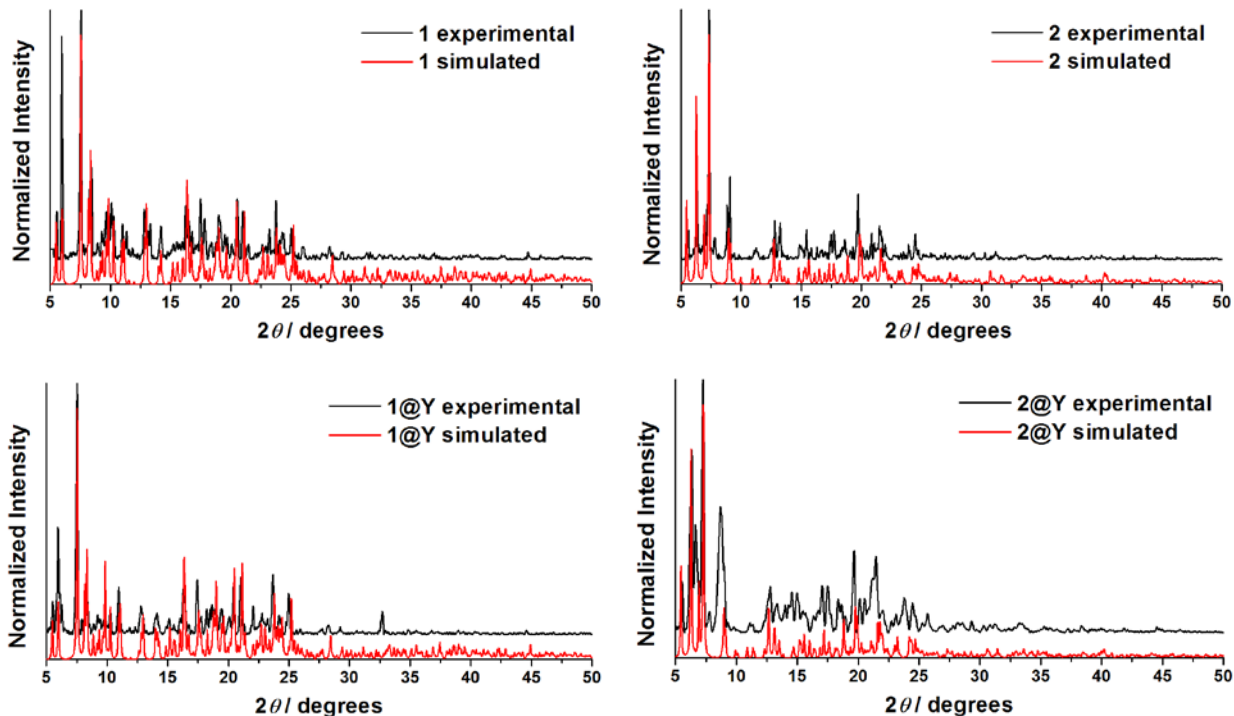 Normalized Intensity
1 experimental
1 simulated
5 10 15 20 25 30 35 40 45 50
2θ / degrees
Normalized Intensity
2 experimental
2 simulated
5 10 15 20 25 30 35 40 45 50
2θ / degrees
Normalized Intensity
1@Y experimental
1@Y simulated
5 10 15 20 25 30 35 40 45 50
2θ / degrees
Normalized Intensity
2@Y experimental
2@Y simulated
5 10 15 20 25 30 35 40 45 50
2θ / degrees